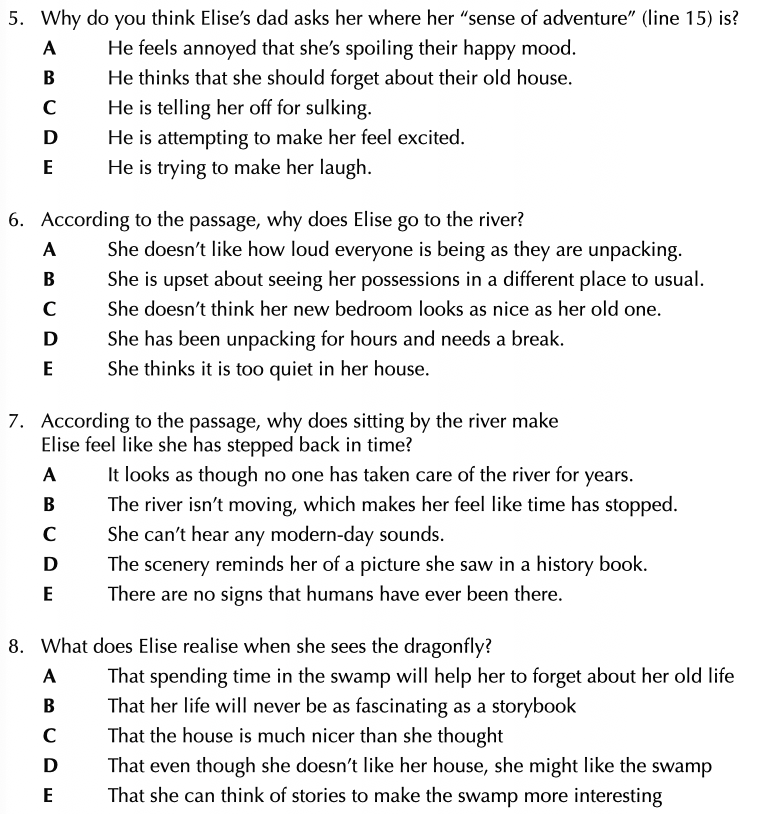 5. Why do you think Elise’s dad asks her where her “sense of adventure” (line 15) is?
A He feels annoyed that she’s spoiling their happy mood.
B He thinks that she should forget about their old house.
C He is telling her off for sulking.
D He is attempting to make her feel excited.
E He is trying to make her laugh.
6. According to the passage, why does Elise go to the river?
A She doesn’t like how loud everyone is being as they are unpacking.
B She is upset about seeing her possessions in a different place to usual.
C She doesn’t think her new bedroom looks as nice as her old one.
D She has been unpacking for hours and needs a break.
E She thinks it is too quiet in her house.
7. According to the passage, why does sitting by the river make
Elise feel like she has stepped back in time?
A It looks as though no one has taken care of the river for years.
B The river isn’t moving, which makes her feel like time has stopped.
C She can’t hear any modern-day sounds.
D The scenery reminds her of a picture she saw in a history book.
E There are no signs that humans have ever been there.
8. What does Elise realise when she sees the dragonfly?
A That spending time in the swamp will help her to forget about her old life
B That her life will never be as fascinating as a storybook
C That the house is much nicer than she thought
D That even though she doesn’t like her house, she might like the swamp
E That she can think of stories to make the swamp more interesting